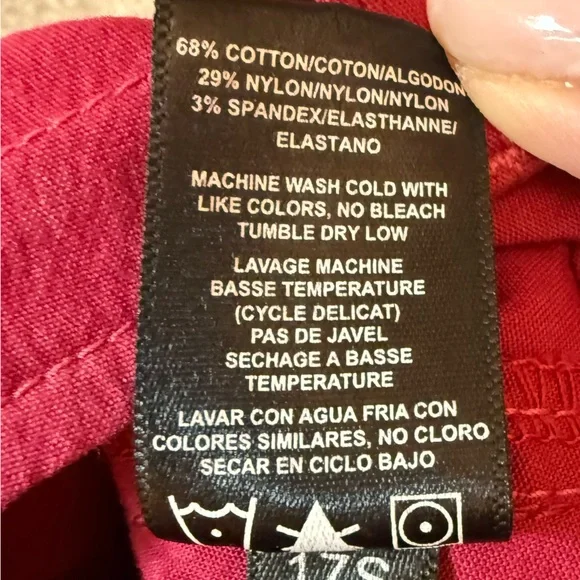 68% COTTON/COTON/ALGODON
29% NYLON/NYLON/NYLON
3% SPANDEX/ELASTHANNE/
ELASTANO
MACHINE WASH COLD WITH
LIKE COLORS, NO BLEACH
TUMBLE DRY LOW
LAVAGE MACHINE
BASSE TEMPERATURE
(CYCLE DELICAT)
PAS DE JAVEL
SECHAGE A BASSE
TEMPERATURE
LAVAR CON AGUA FRIA CON
COLORES SIMILARES, NO CLORO
SECAR EN CICLO BAJO
17S